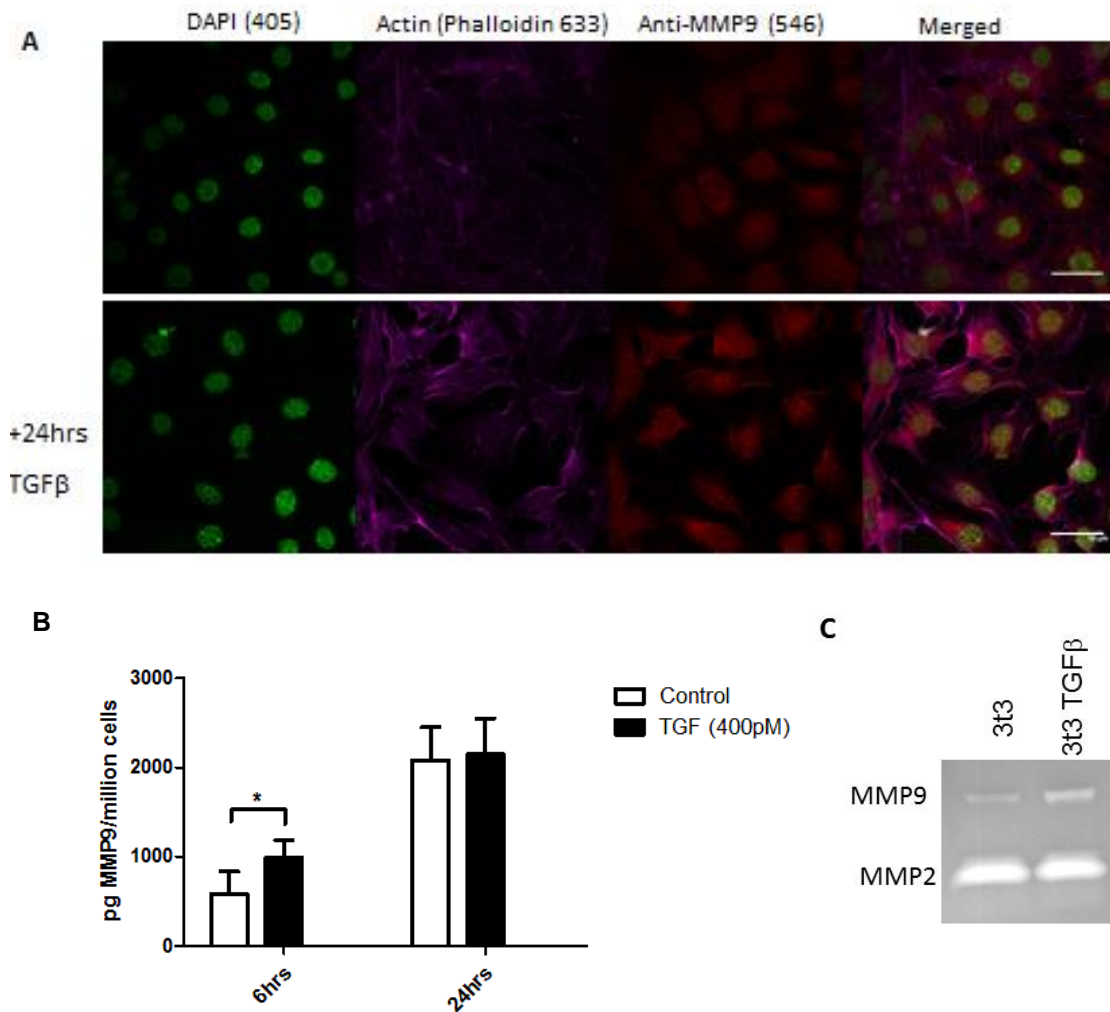 A
DAPI (405) Actin (Phalloidin 633) Anti-MMP9 (546) Merged
+24hrs
TGFβ
B
pg MMP9/million cells
3000
2000
1000
0
*
6hrs
24hrs
Control
TGF (400pM)
C
3t3
3t3 TGFβ
MMP9
MMP2